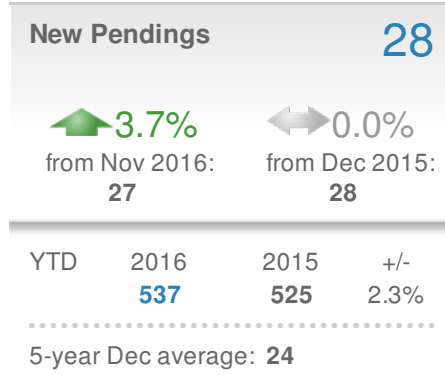 New Pendings 28
3.7% 0.0%
from Nov 2016: from Dec 2015:
27 28
YTD 2016 2015 +/-
537 525 2.3%
5-year Dec average: 24